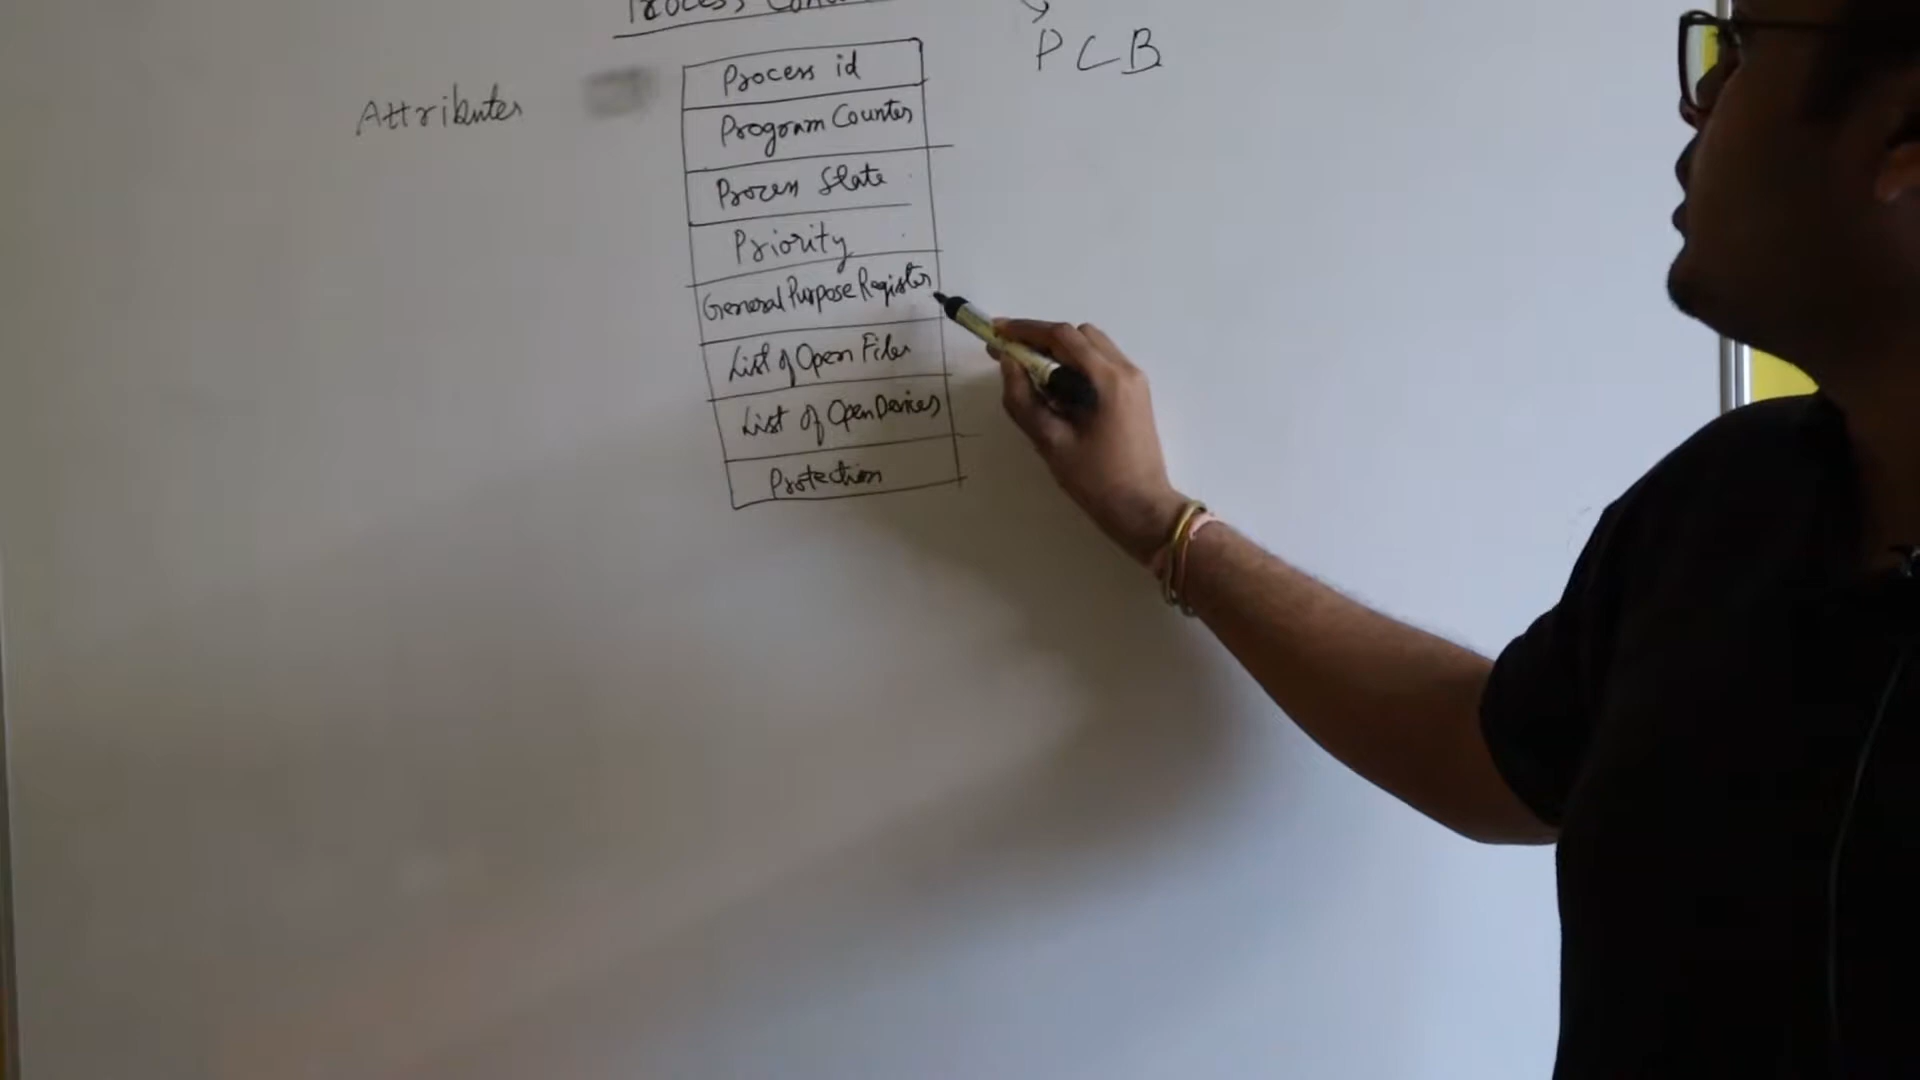 Process
PCB
Attributes
Process id
Program Counter
Process State
Priority
General Purpose Register
List of Open Files
List of Open Devices
Protection